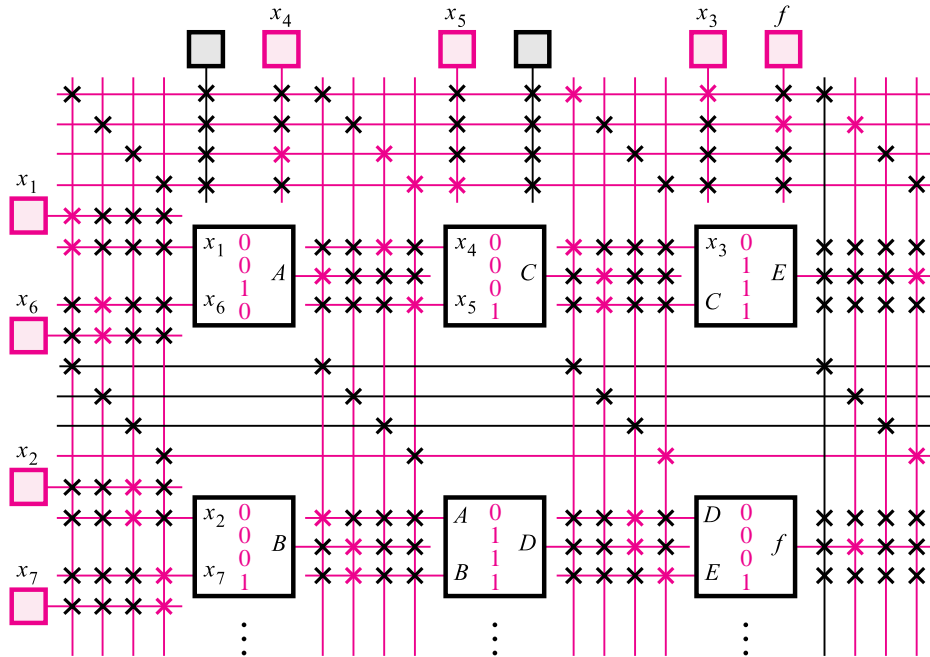 x4 x5 x3 f
x1
x1 0 x4 0 x3 0
0 A 0 C 1 E
1 0 1
x6 0 x5 1 C 1
x6
x2
x2 0 A 0 D 0
0 B 1 D 0 f
0 1 0
x7 1 B 1 E 1
x7
⋮ ⋮ ⋮